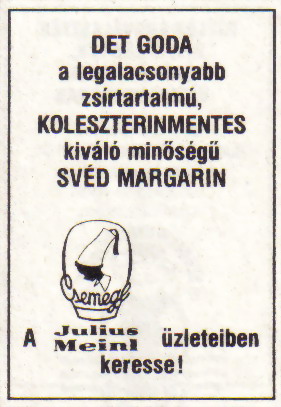 DET GODA
a legalacsonyabb
zsírtartalmú,
KOLESZTERINMENTES
kiváló minőségű
SVÉD MARGARIN
Csemege
A Julius Meinl üzleteiben
keresse!